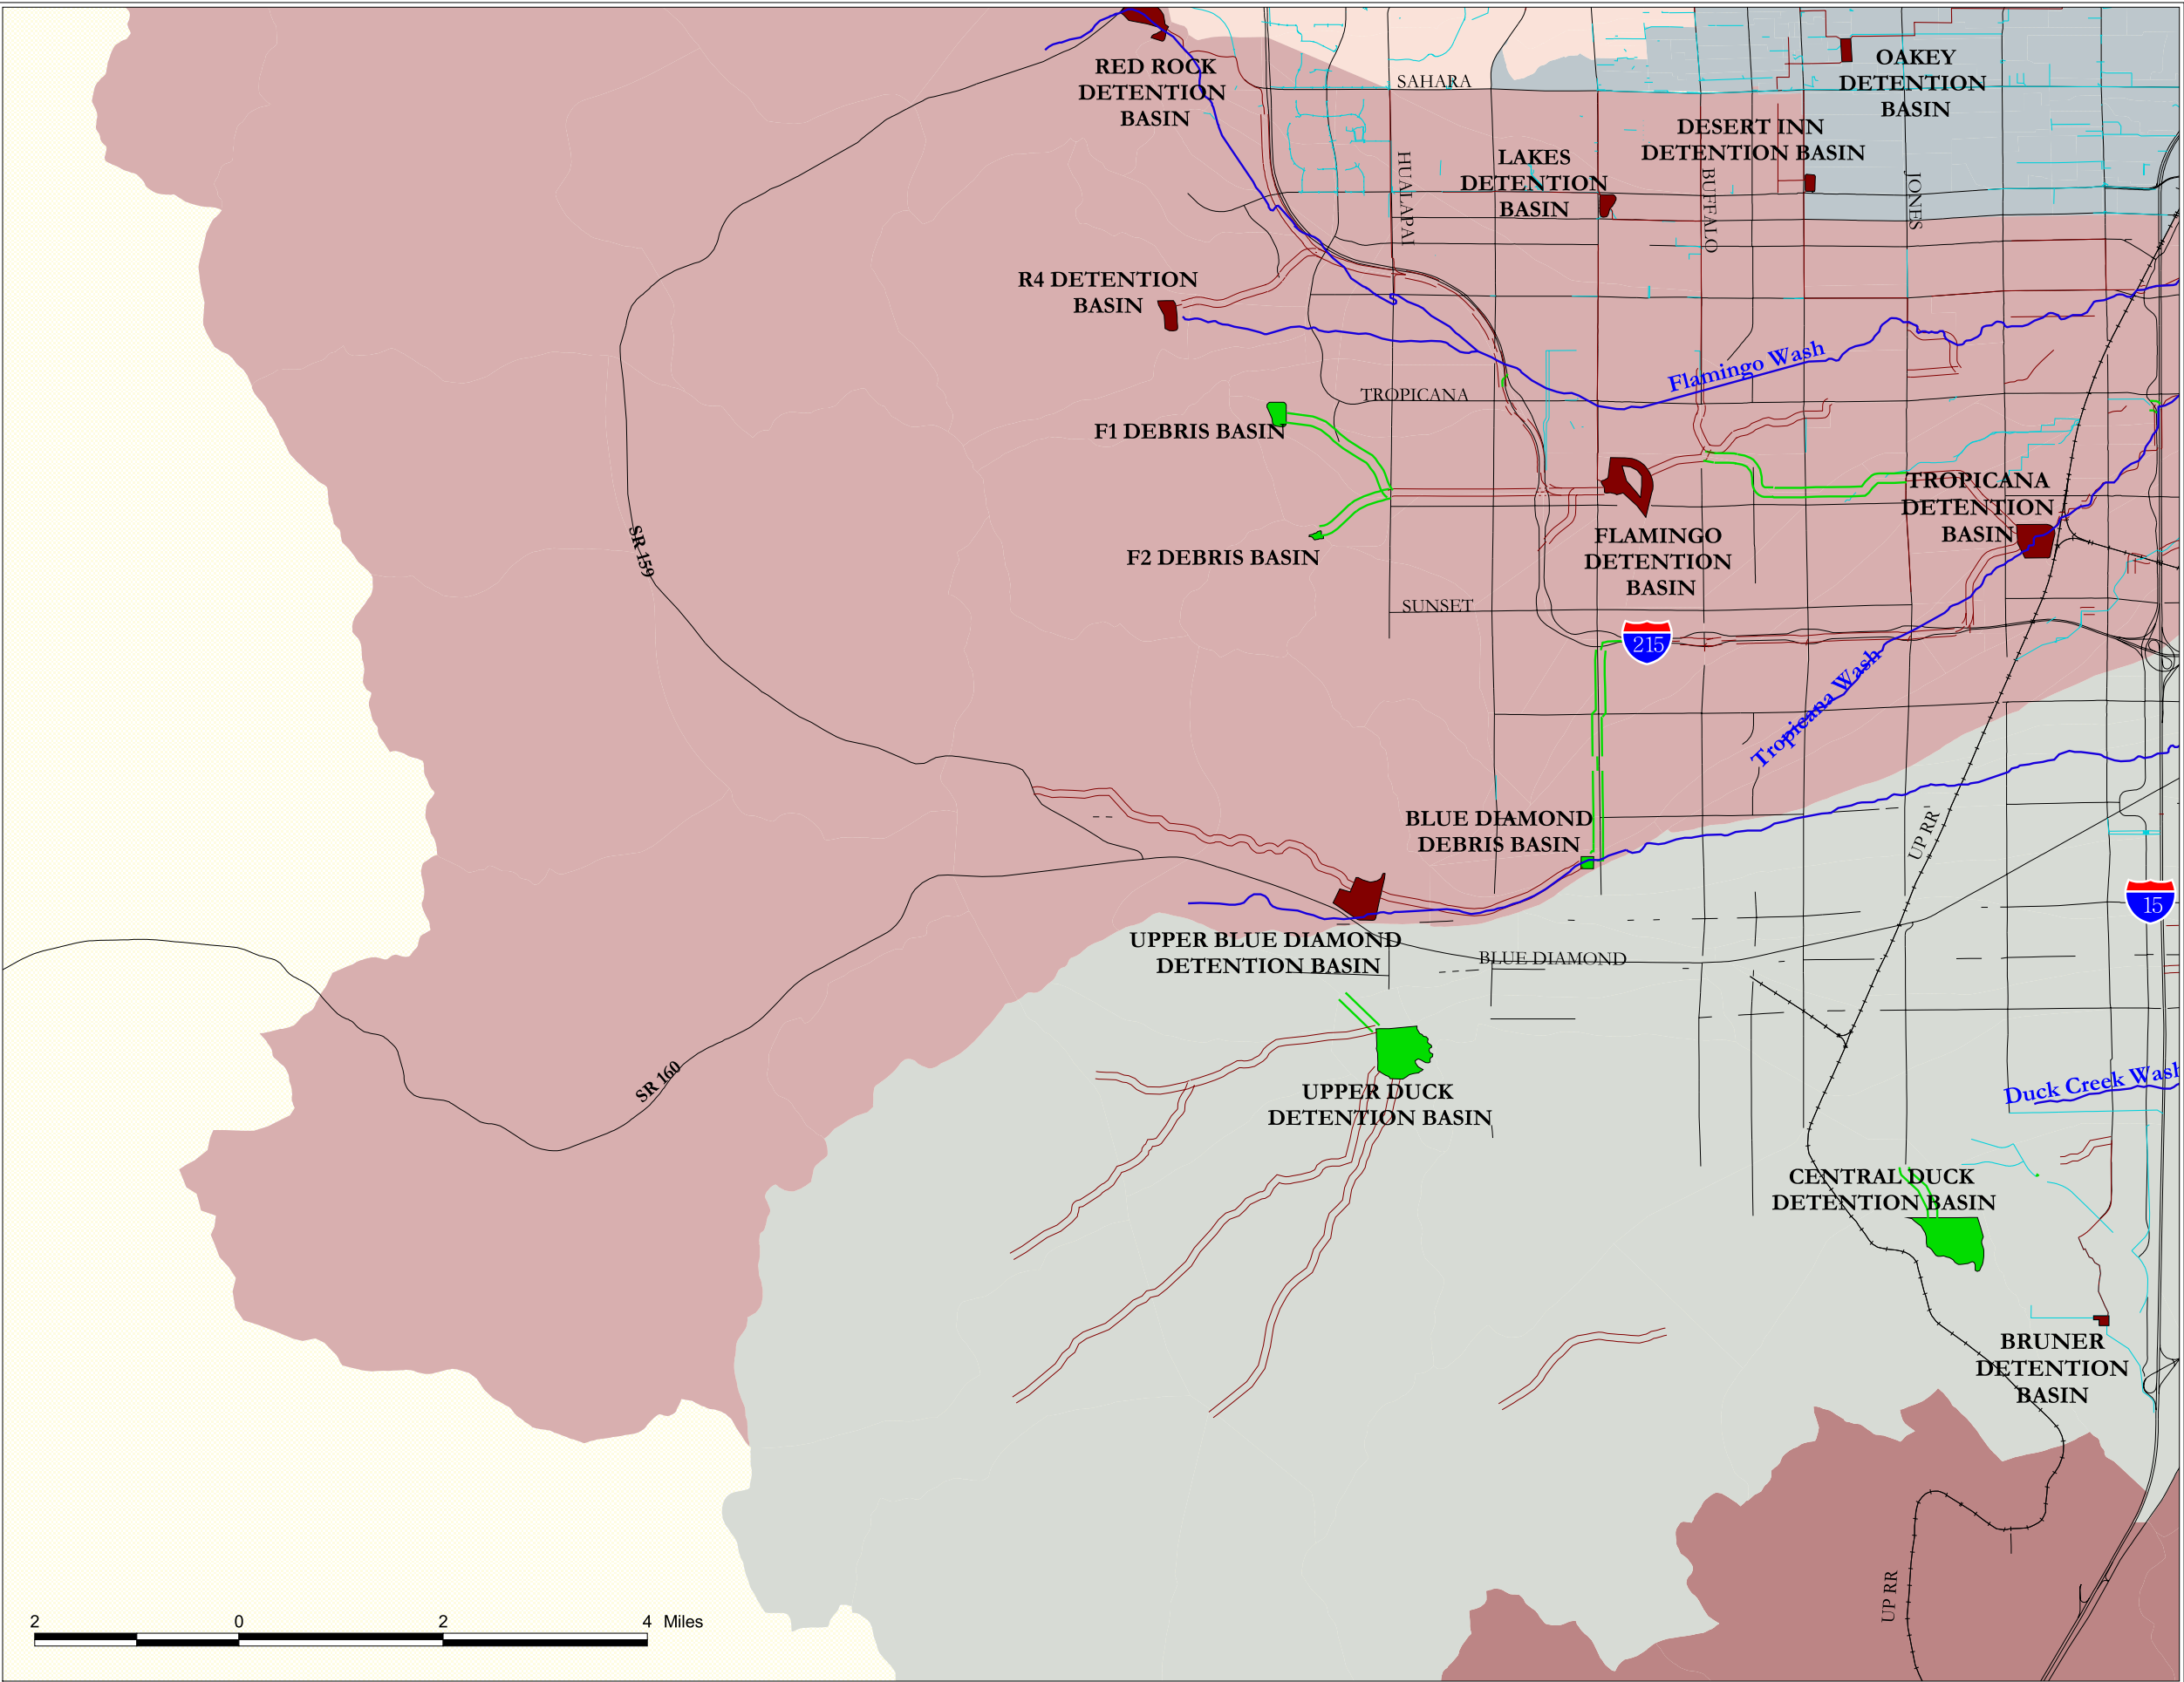 RED ROCK
DETENTION
BASIN
SAHARA
OAKEY
DETENTION
BASIN
DESERT INN
DETENTION BASIN
LAKES
DETENTION
BASIN
HUALAPAI
BUFFALO
JONES
R4 DETENTION
BASIN
Flamingo Wash
TROPICANA
F1 DEBRIS BASIN
TROPICANA
DETENTION
BASIN
SR 159
F2 DEBRIS BASIN
FLAMINGO
DETENTION
BASIN
SUNSET
215
Tropicana Wash
BLUE DIAMOND
DEBRIS BASIN
UP RR
15
UPPER BLUE DIAMOND
DETENTION BASIN
BLUE DIAMOND
SR 160
UPPER DUCK
DETENTION BASIN
Duck Creek Wash
CENTRAL DUCK
DETENTION BASIN
BRUNER
DETENTION
BASIN
UP RR
2 0 2 4 Miles